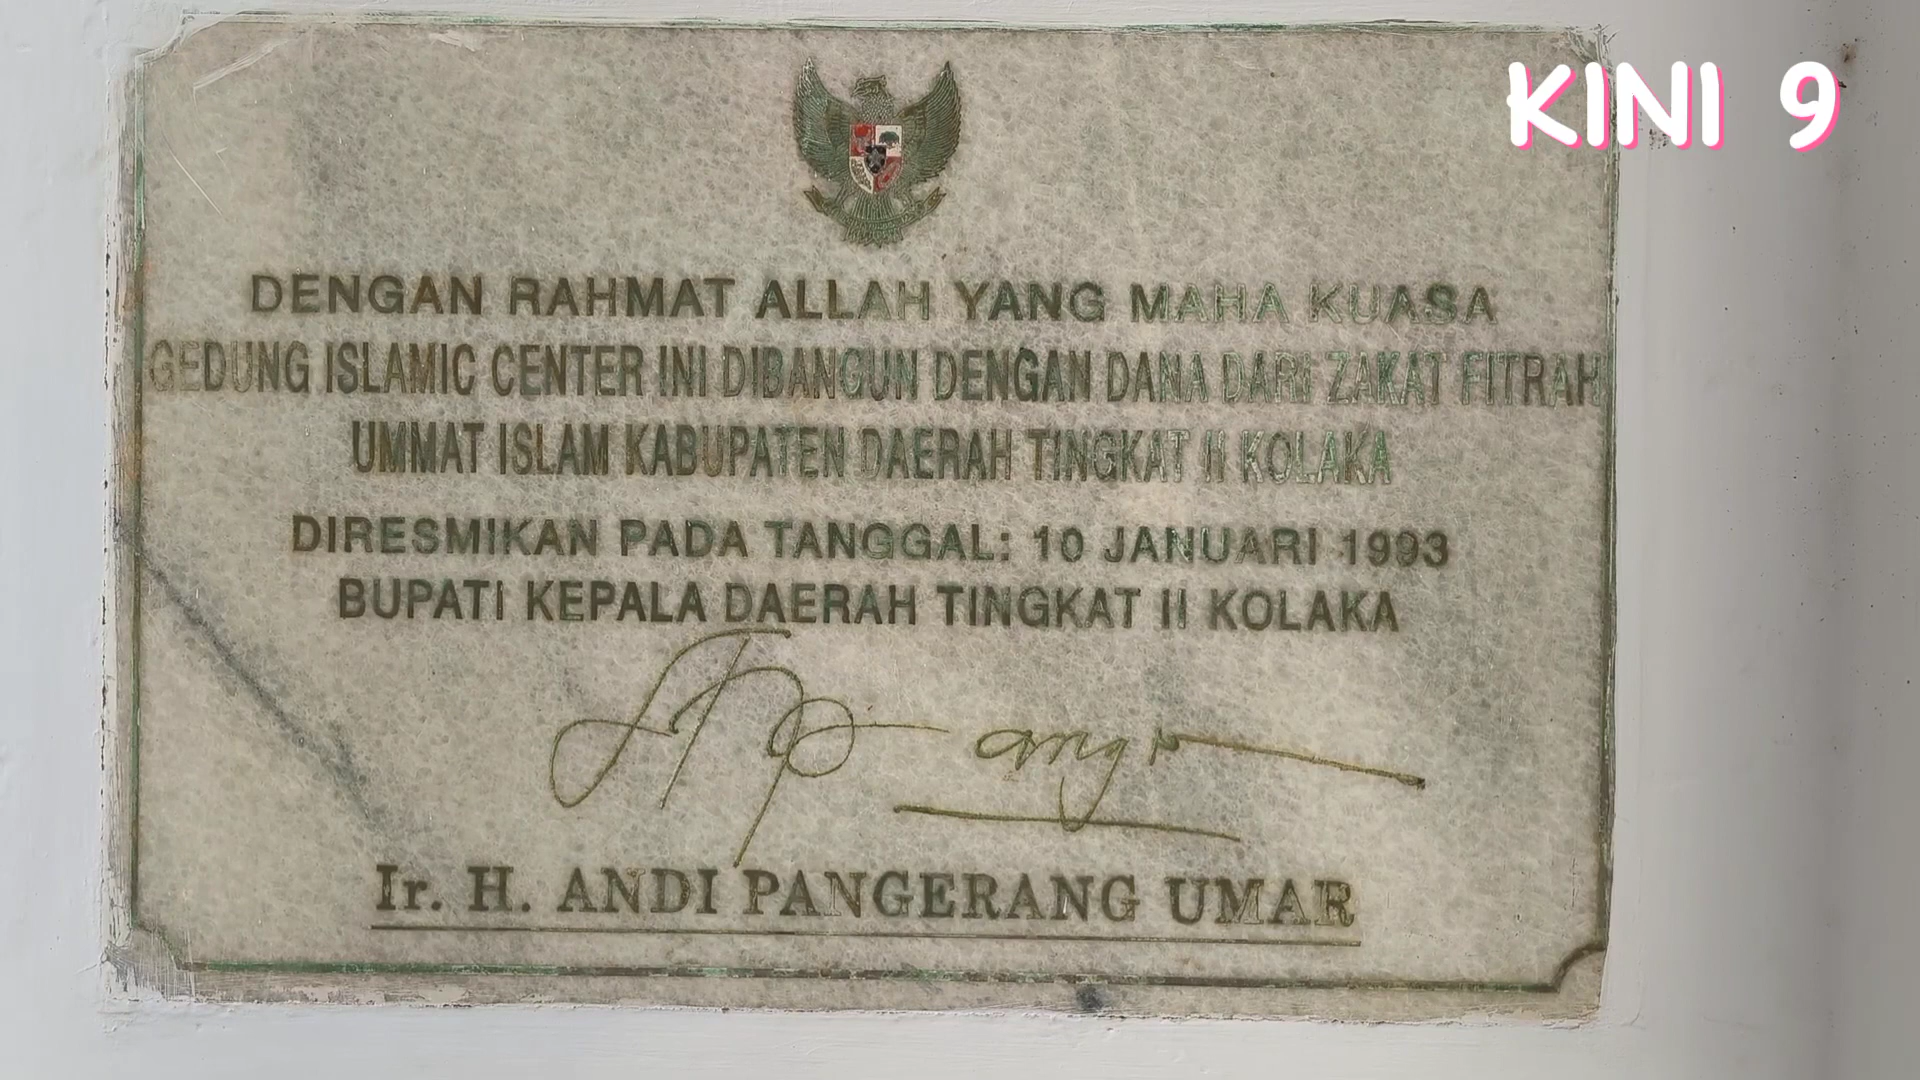 KINI 9
DENGAN RAHMAT ALLAH YANG MAHA KUASA
GEDUNG ISLAMIC CENTER INI DIBANGUN DENGAN DANA DARI ZAKAT FITRAH
UMMAT ISLAM KABUPATEN DAERAH TINGKAT II KOLAKA
DIRESMIKAN PADA TANGGAL: 10 JANUARI 1993
BUPATI KEPALA DAERAH TINGKAT II KOLAKA
Ir. H. ANDI PANGERANG UMAR